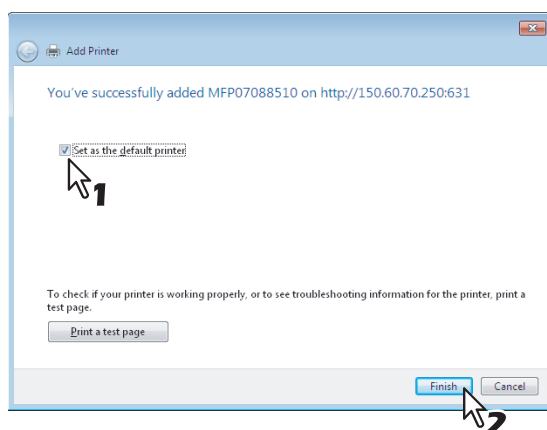 Add Printer
You've successfully added MFP07088510 on http://150.60.70.250:631
Set as the default printer
1
To check if your printer is working properly, or to see troubleshooting information for the printer, print a
test page.
Print a test page
Finish Cancel
2